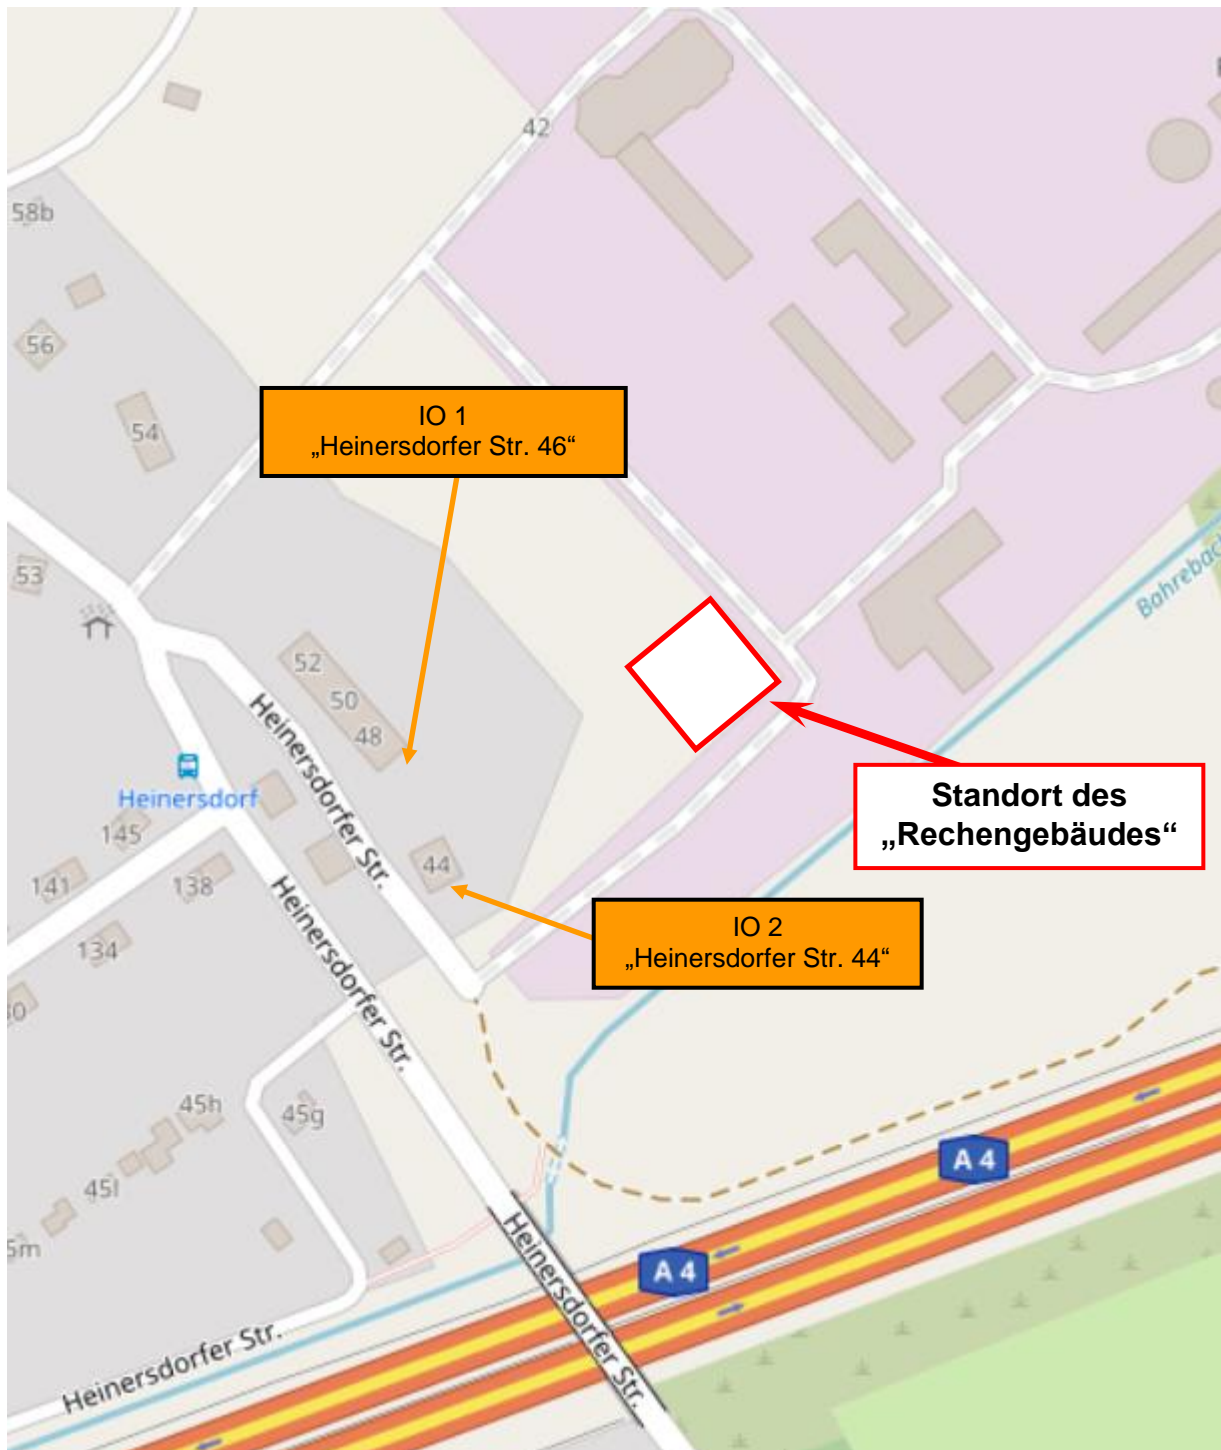 42
58b
56
54
IO 1
„Heinersdorfer Str. 46“
53
52
50
48
Heinersdorfer Str.
Bahrebach
Heinersdorf
Standort des
„Rechengebäudes“
145
141
138
134
44
Heinersdorfer Str.
IO 2
„Heinersdorfer Str. 44“
45h
45g
45l
A 4
A 4
Heinersdorfer Str.
Heinersdorfer Str.